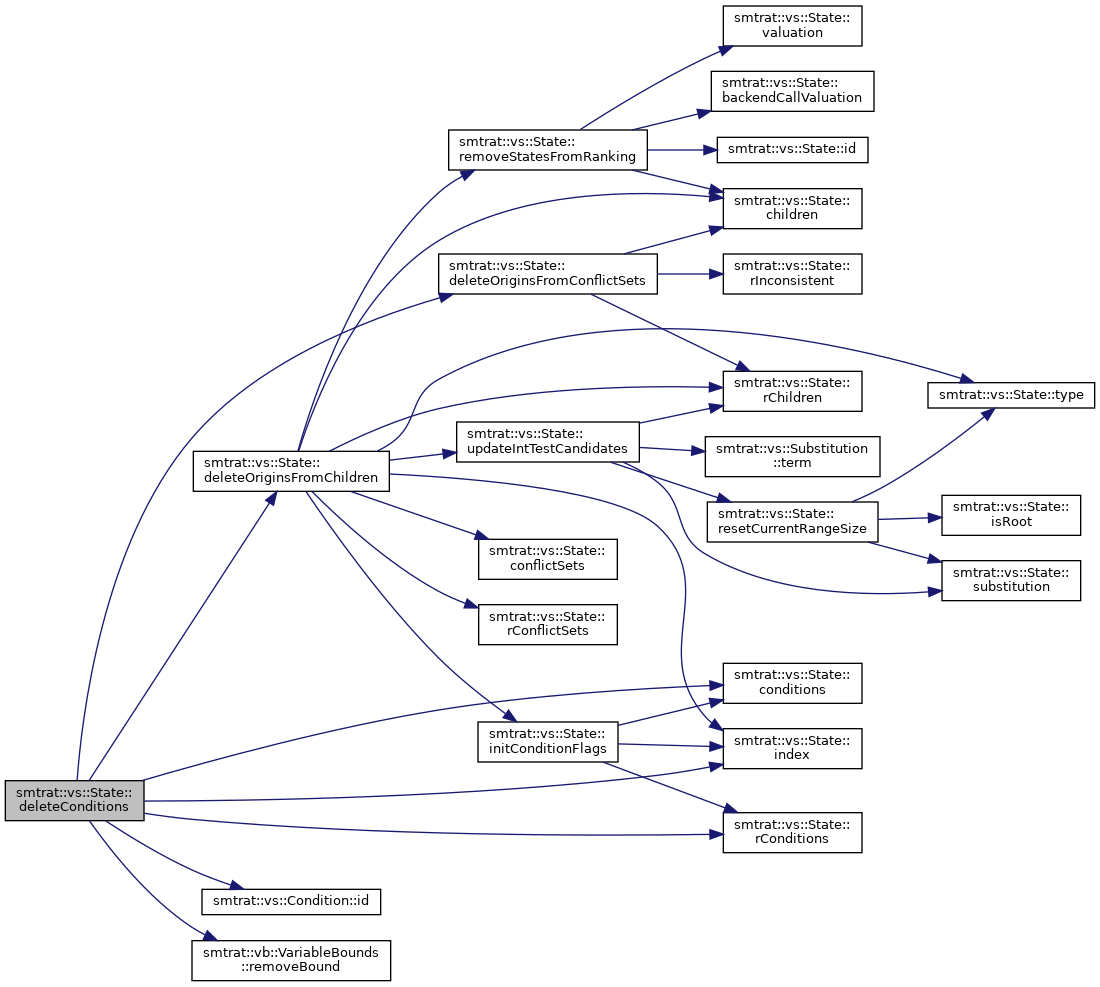 smtrat::vs::State::
valuation
smtrat::vs::State::
backendCallValuation
smtrat::vs::State::
removeStatesFromRanking
smtrat::vs::State::id
smtrat::vs::State::
children
smtrat::vs::State::
deleteOriginsFromConflictSets
smtrat::vs::State::
rInconsistent
smtrat::vs::State::
rChildren
smtrat::vs::State::type
smtrat::vs::State::
updateIntTestCandidates
smtrat::vs::Substitution
::term
smtrat::vs::State::
deleteOriginsFromChildren
smtrat::vs::State::
resetCurrentRangeSize
smtrat::vs::State::
isRoot
smtrat::vs::State::
conflictSets
smtrat::vs::State::
substitution
smtrat::vs::State::
rConflictSets
smtrat::vs::State::
conditions
smtrat::vs::State::
initConditionFlags
smtrat::vs::State::
index
smtrat::vs::State::
deleteConditions
smtrat::vs::State::
rConditions
smtrat::vs::Condition::id
smtrat::vb::VariableBounds
::removeBound